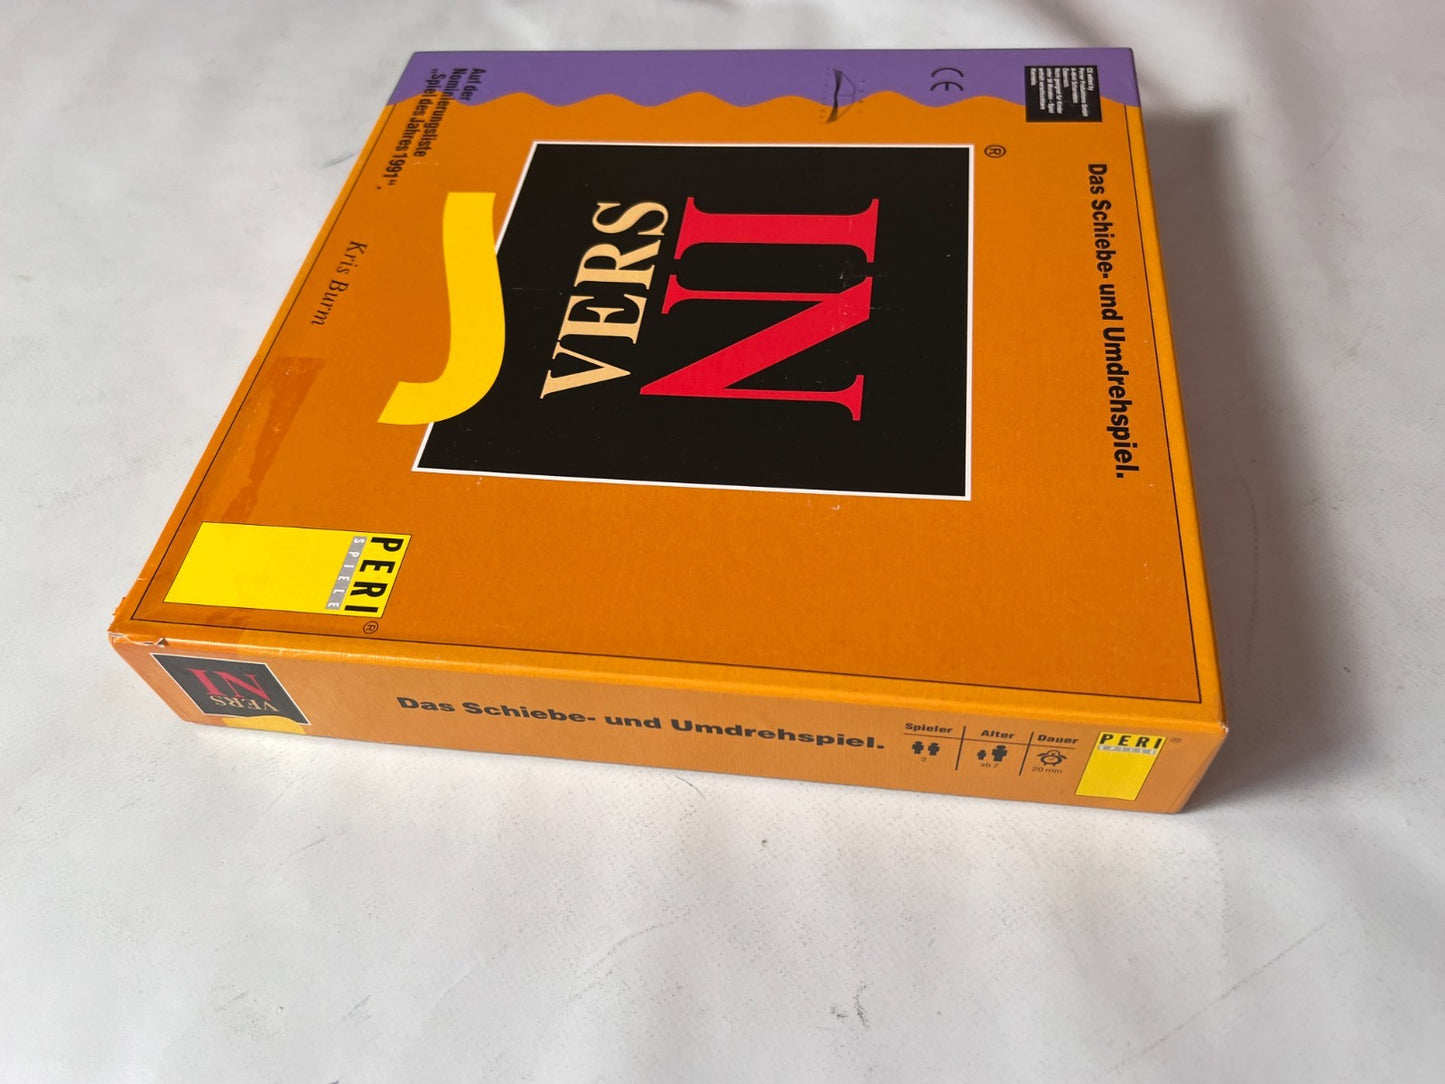 Auf der
Nominierungsliste
„Spiel des Jahres 1991“.
Kris Burm
IN
VERS
®
Das Schiebe- und Umdrehspiel.
CE
PERI
SPIELE
®
IN
VERS
Das Schiebe- und Umdrehspiel.
Spieler
2
Alter
ab 7
Dauer
20 min
PERI
SPIELE
®